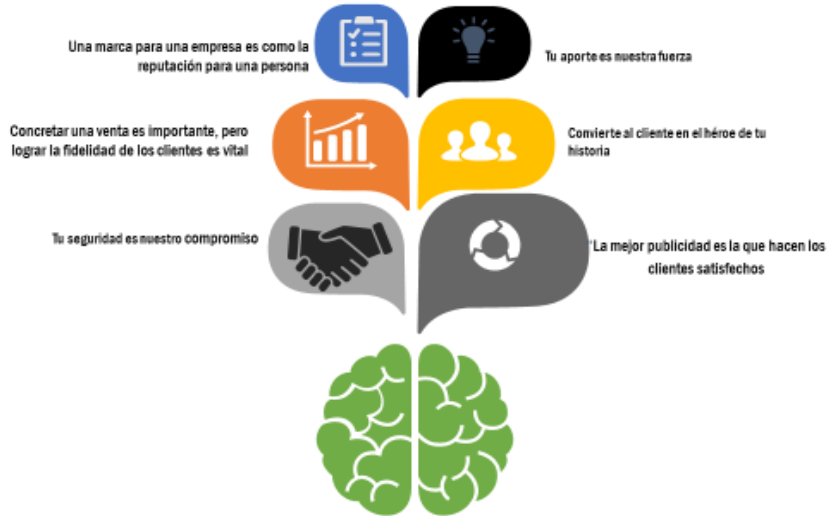 Una marca para una empresa es como la
reputación para una persona
Tu aporte es nuestra fuerza
Concretar una venta es importante, pero
lograr la fidelidad de los clientes es vital
Convierte al cliente en el héroe de tu
historia
Tu seguridad es nuestro compromiso
"La mejor publicidad es la que hacen los
clientes satisfechos